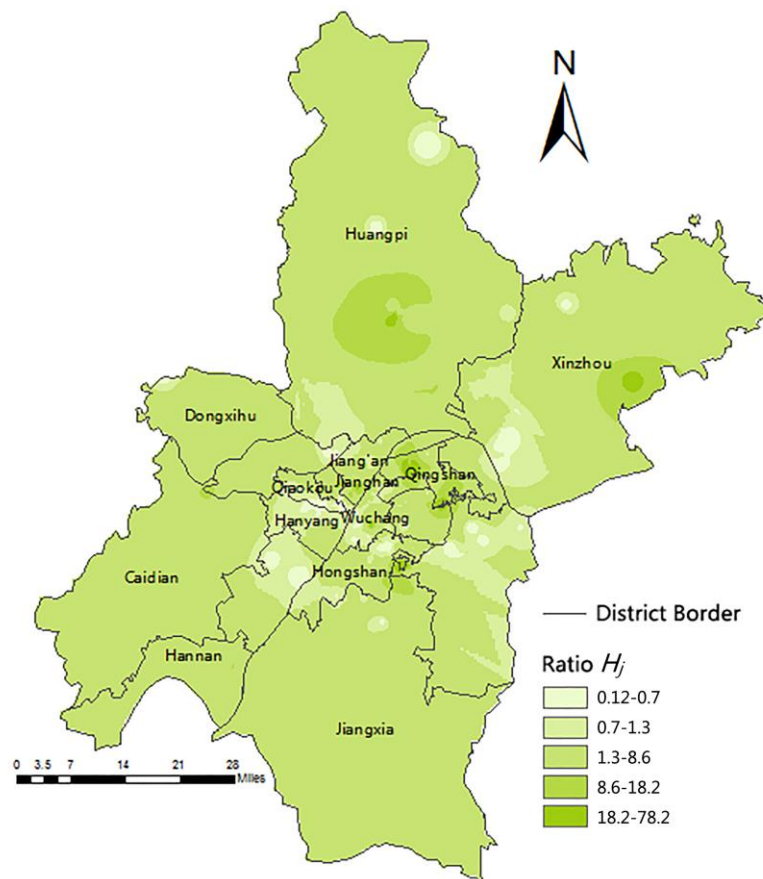 N
Huangpi
Xinzhou
Dongxihu
Jiang'an
Qingshan
Qiaokou
Jianghan
Hanyang
Wuchang
Caidian
Hongshan
Hannan
Jiangxia
District Border
Ratio Hj
0.12-0.7
0.7-1.3
1.3-8.6
8.6-18.2
18.2-78.2
0 3.5 7 14 21 28
Miles